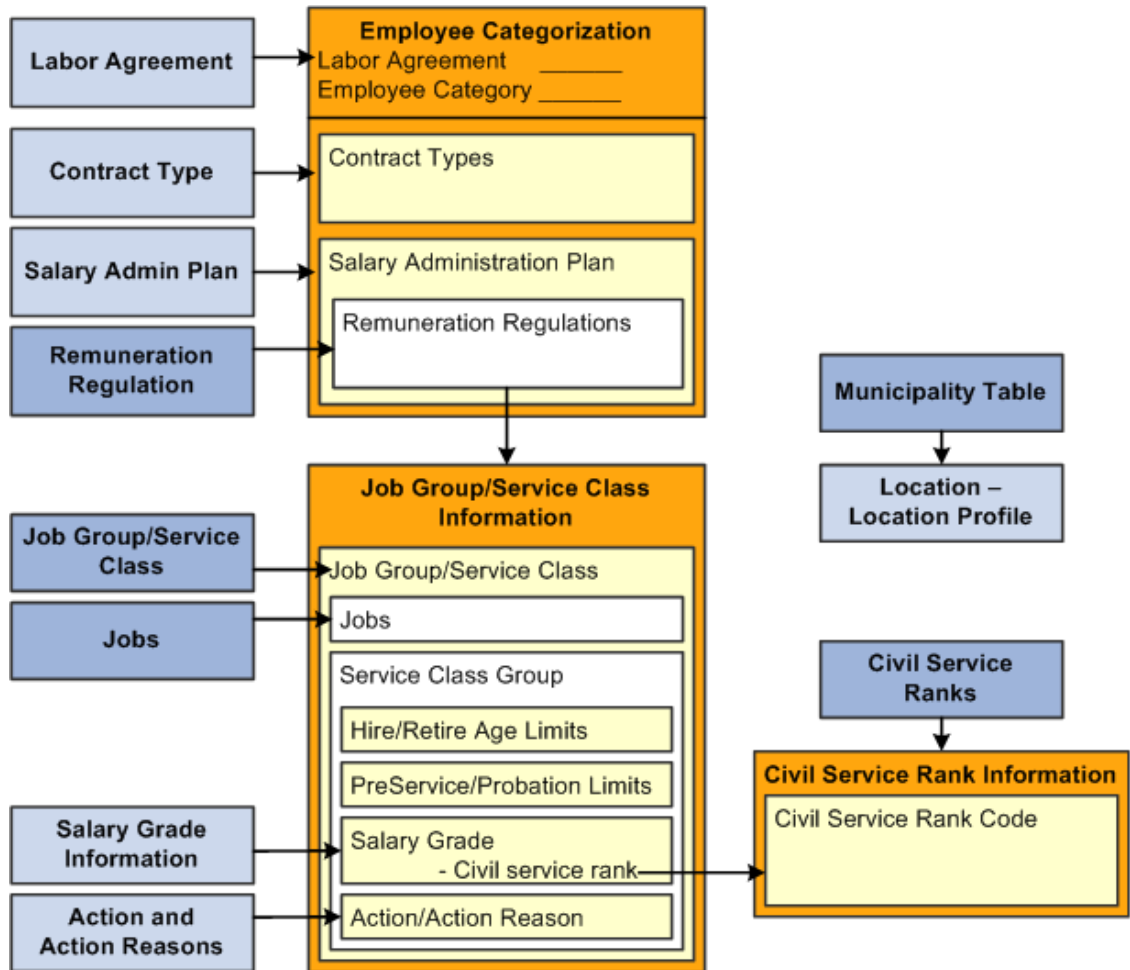 Labor Agreement
Employee Categorization
Labor Agreement ______
Employee Category ______
Contract Type
Contract Types
Salary Admin Plan
Salary Administration Plan
Remuneration
Regulation
Remuneration Regulations
Municipality Table
Location –
Location Profile
Job Group/Service Class
Information
Job Group/Service
Class
Job Group/Service Class
Jobs
Jobs
Service Class Group
Hire/Retire Age Limits
PreService/Probation Limits
Civil Service
Ranks
Civil Service Rank Information
Civil Service Rank Code
Salary Grade
Information
Salary Grade
- Civil service rank
Action and
Action Reasons
Action/Action Reason